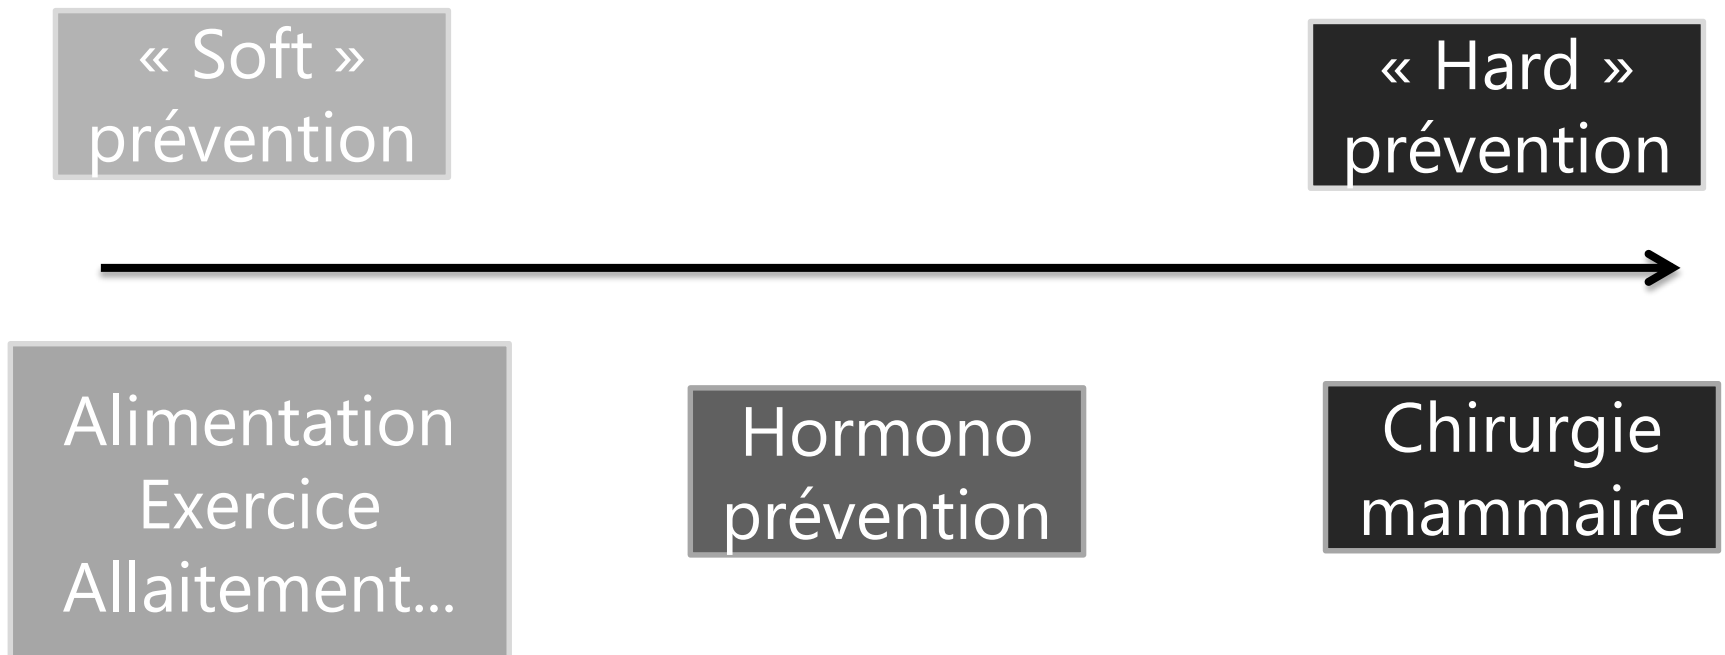 « Soft »
prévention
« Hard »
prévention
Alimentation
Exercice
Allaitement...
Hormono
prévention
Chirurgie
mammaire